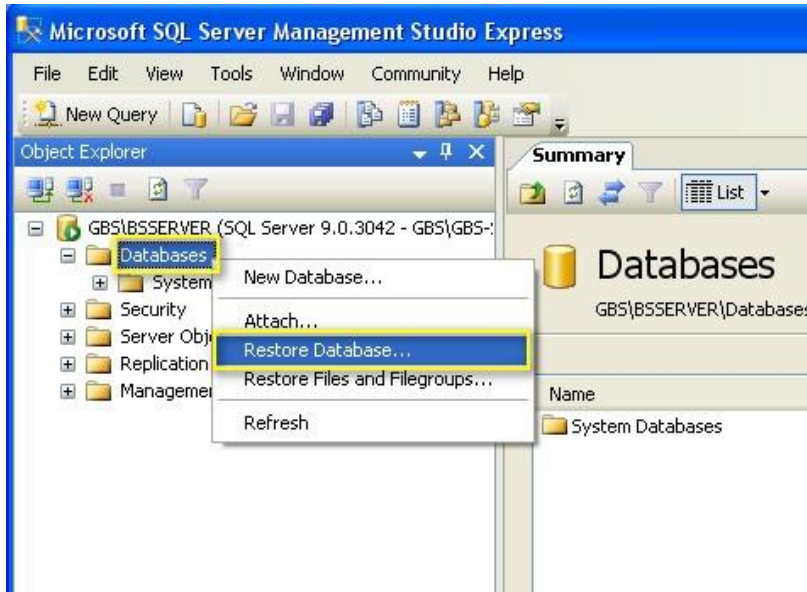 Microsoft SQL Server Management Studio Express
File Edit View Tools Window Community Help
New Query
Object Explorer
Summary
List
GBS\BSSERVER (SQL Server 9.0.3042 - GBS\GBS-
Databases
System
Security
Server Obj
Replication
Managemen
New Database...
Attach...
Restore Database...
Restore Files and Filegroups...
Refresh
Databases
GBS\BSSERVER\Databases
Name
System Databases